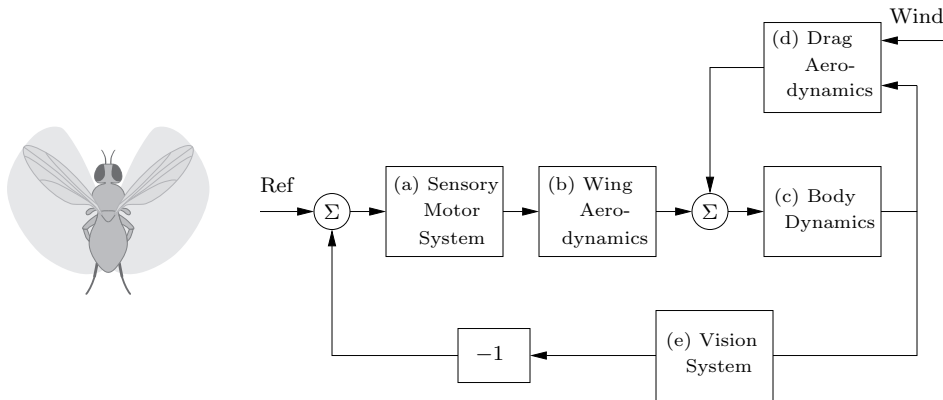 Wind
(d) Drag
Aero-
dynamics
Ref
Σ
(a) Sensory
Motor
System
(b) Wing
Aero-
dynamics
Σ
(c) Body
Dynamics
−1
(e) Vision
System